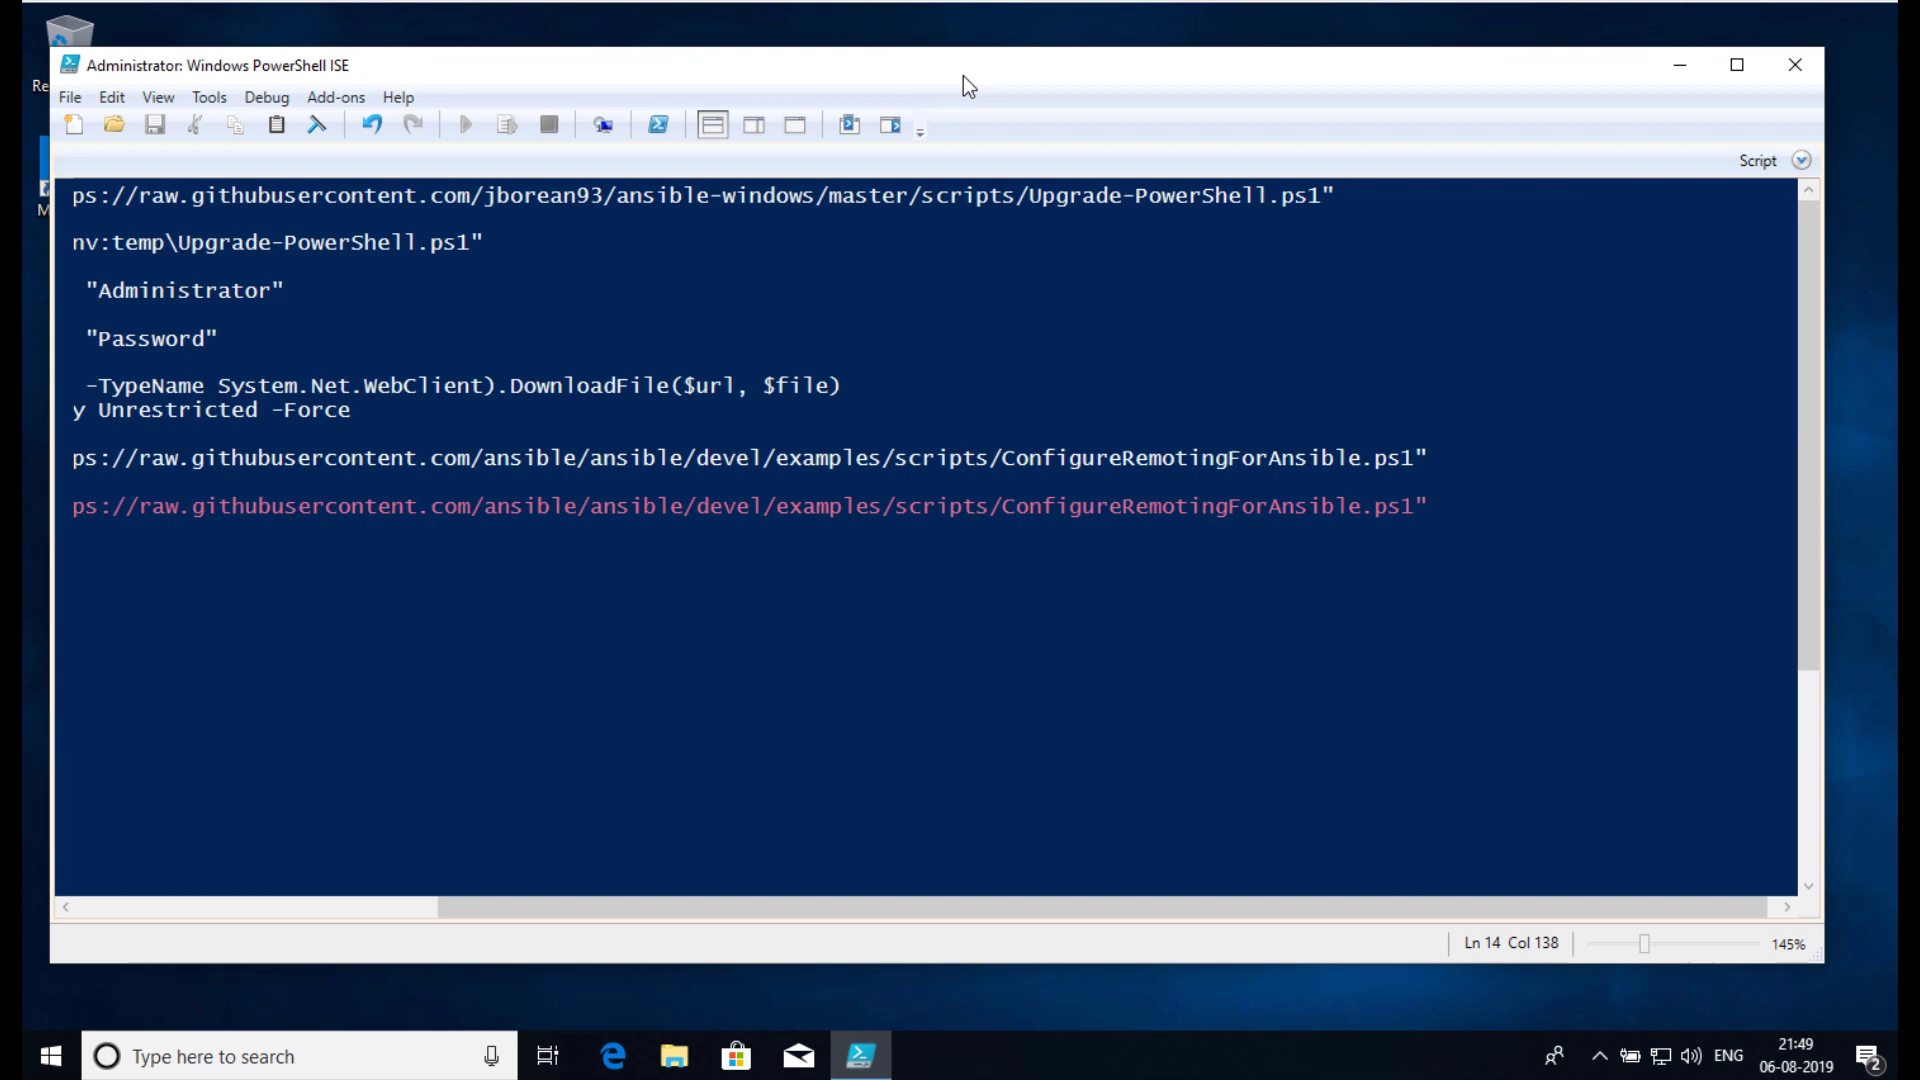 Re
M
Administrator: Windows PowerShell ISE
File Edit View Tools Debug Add-ons Help
Script
ps://raw.githubusercontent.com/jborean93/ansible-windows/master/scripts/Upgrade-PowerShell.ps1"
nv:temp\Upgrade-PowerShell.ps1"
"Administrator"
"Password"
-TypeName System.Net.WebClient).DownloadFile($url, $file)
y Unrestricted -Force
ps://raw.githubusercontent.com/ansible/ansible/devel/examples/scripts/ConfigureRemotingForAnsible.ps1"
ps://raw.githubusercontent.com/ansible/ansible/devel/examples/scripts/ConfigureRemotingForAnsible.ps1"
Ln 14 Col 138
145%
Type here to search
ENG
21:49
06-08-2019
2